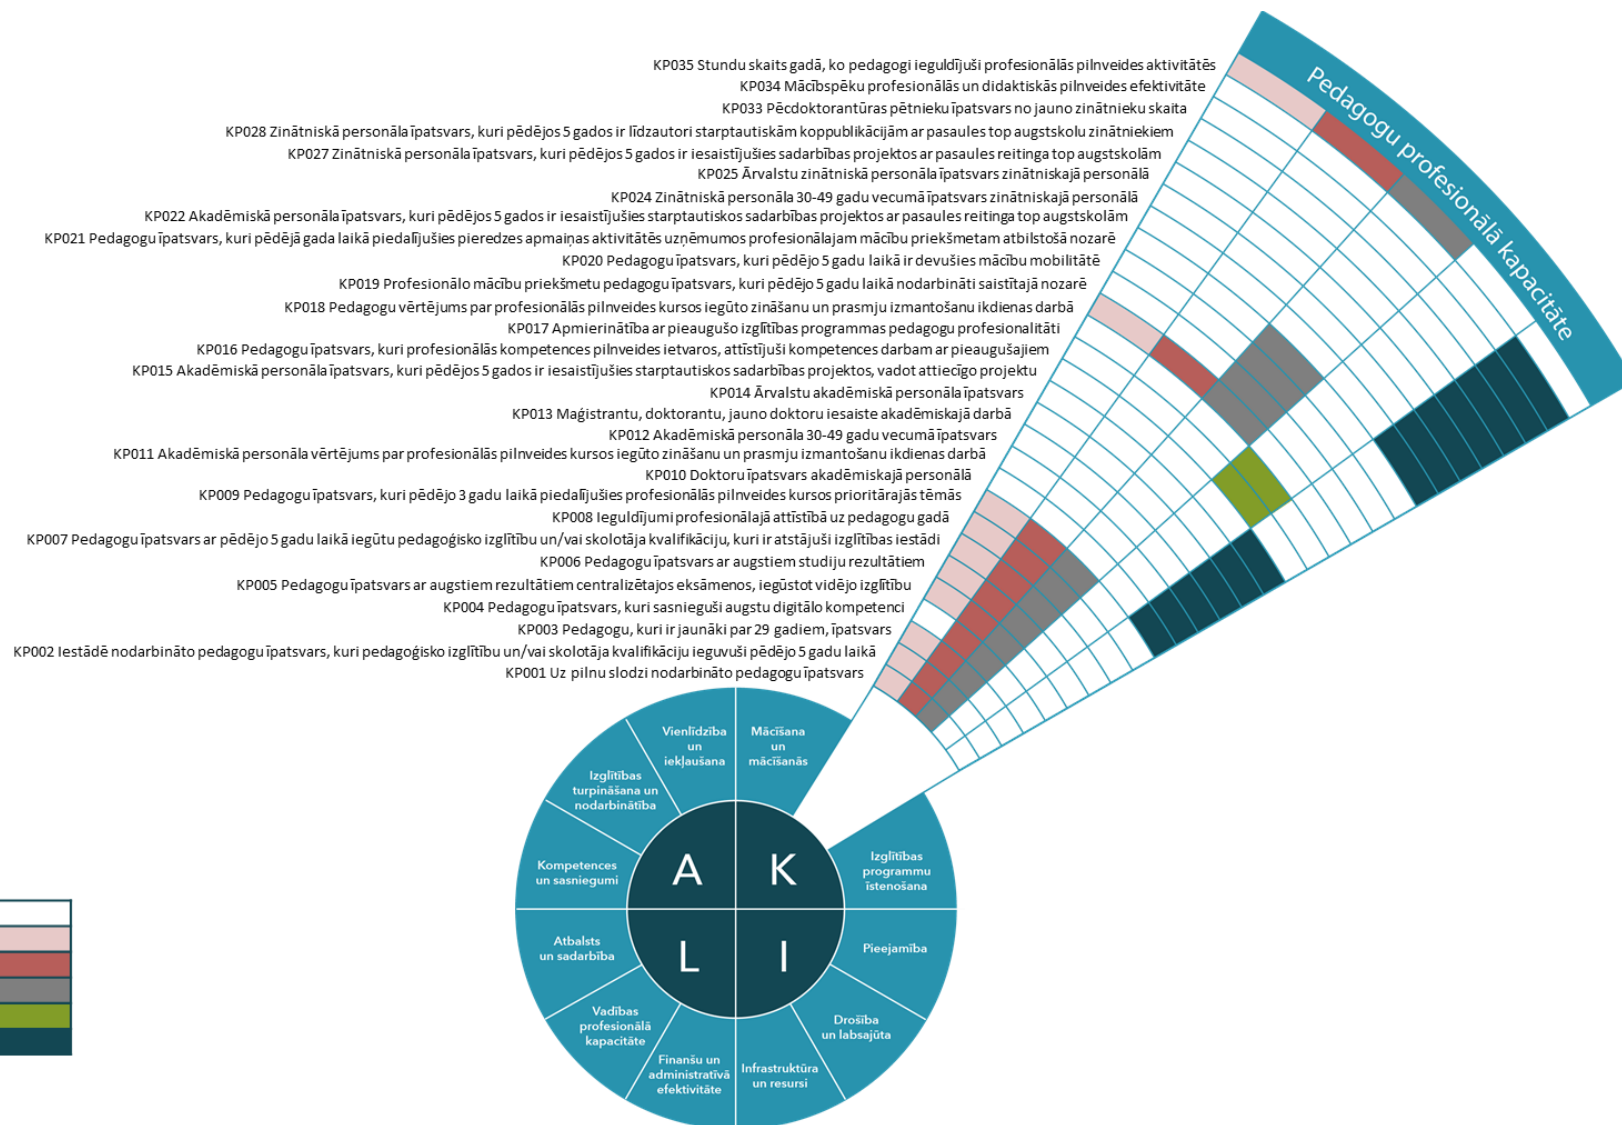 KP035 Stundu skaits gadā, ko pedagogi ieguldījuši profesionālās pilnveides aktivitātēs
KP034 Mācībspēku profesionālās un didaktiskās pilnveides efektivitāte
KP033 Pēcdoktorantūras pētnieku īpatsvars no jauno zinātnieku skaita
KP028 Zinātniskā personāla īpatsvars, kuri pēdējos 5 gados ir līdzautori starptautiskām koppublikācijām ar pasaules top augstskolu zinātniekiem
KP027 Zinātniskā personāla īpatsvars, kuri pēdējos 5 gados ir iesaistījušies sadarbības projektos ar pasaules reitinga top augstskolām
KP025 Ārvalstu zinātniskā personāla īpatsvars zinātniskajā personālā
KP024 Zinātniskā personāla 30-49 gadu vecumā īpatsvars zinātniskajā personālā
KP022 Akadēmiskā personāla īpatsvars, kuri pēdējos 5 gados ir iesaistījušies starptautiskos sadarbības projektos ar pasaules reitinga top augstskolām
KP021 Pedagogu īpatsvars, kuri pēdējā gada laikā piedalījušies pieredzes apmaiņas aktivitātēs uzņēmumos profesionālajam mācību priekšmetam atbilstošā nozarē
KP020 Pedagogu īpatsvars, kuri pēdējo 5 gadu laikā ir devušies mācību mobilitātē
KP019 Profesionālo mācību priekšmetu pedagogu īpatsvars, kuri pēdējo 5 gadu laikā nodarbināti saistītajā nozarē
KP018 Pedagogu vērtējums par profesionālās pilnveides kursos iegūto zināšanu un prasmju izmantošanu ikdienas darbā
KP017 Apmierinātība ar pieaugušo izglītības programmas pedagogu profesionalitāti
KP016 Pedagogu īpatsvars, kuri profesionālās kompetences pilnveides ietvaros, attīstījuši kompetences darbam ar pieaugušajiem
KP015 Akadēmiskā personāla īpatsvars, kuri pēdējos 5 gados ir iesaistījušies starptautiskos sadarbības projektos, vadot attiecīgo projektu
KP014 Ārvalstu akadēmiskā personāla īpatsvars
KP013 Maģistrantu, doktorantu, jauno doktoru iesaiste akadēmiskajā darbā
KP012 Akadēmiskā personāla 30-49 gadu vecumā īpatsvars
KP011 Akadēmiskā personāla vērtējums par profesionālās pilnveides kursos iegūto zināšanu un prasmju izmantošanu ikdienas darbā
KP010 Doktoru īpatsvars akadēmiskajā personālā
KP009 Pedagogu īpatsvars, kuri pēdējo 3 gadu laikā piedalījušies profesionālās pilnveides kursos prioritārajās tēmās
KP008 Ieguldījumi profesionālajā attīstībā uz pedagogu gadā
KP007 Pedagogu īpatsvars ar pēdējo 5 gadu laikā iegūtu pedagoģisko izglītību un/vai skolotāja kvalifikāciju, kuri ir atstājuši izglītības iestādi
KP006 Pedagogu īpatsvars ar augstiem studiju rezultātiem
KP005 Pedagogu īpatsvars ar augstiem rezultātiem centralizētajos eksāmenos, iegūstot vidējo izglītību
KP004 Pedagogu īpatsvars, kuri sasnieguši augstu digitālo kompetenci
KP003 Pedagogu, kuri ir jaunāki par 29 gadiem, īpatsvars
KP002 Iestādē nodarbināto pedagogu īpatsvars, kuri pedagoģisko izglītību un/vai skolotāja kvalifikāciju ieguvuši pēdējo 5 gadu laikā
KP001 Uz pilnu slodzi nodarbināto pedagogu īpatsvars
Pedagogu profesionālā kapacitāte
Vienlīdzība
un
iekļaušana
Mācīšana
un
mācīšanās
Izglītības
turpināšana un
nodarbinātība
Kompetences
un sasniegumi
A
K
Izglītības
programmu
īstenošana
Atbalsts
un sadarbība
L
I
Pieejamība
Vadības
profesionālā
kapacitāte
Drošība
un labsajūta
Finanšu un
administratīvā
efektivitāte
Infrastruktūra
un resursi